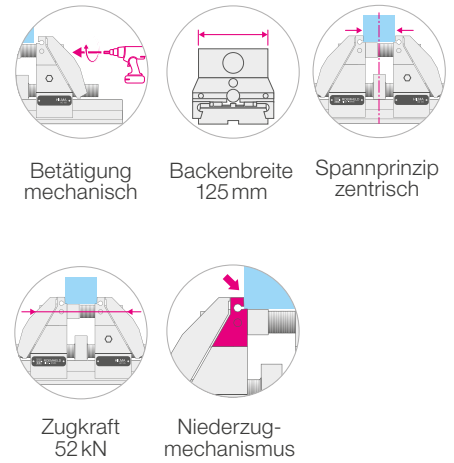 Betätigung
mechanisch
Backenbreite
125 mm
Spannprinzip
zentrisch
Zugkraft
52 kN
Niederzug-
mechanismus